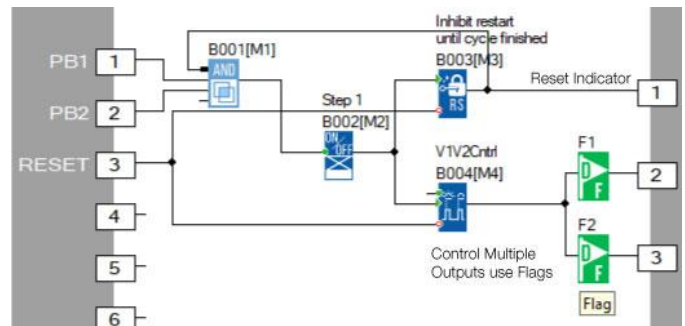 Inhibit restart
until cycle finished
B001[M1]
B003[M3]
PB1 1
AND
RS
Reset Indicator
1
PB2 2
Step 1
B002[M2]
ON/
OFF
V1V2Cntrl
F1
RESET 3
B004[M4]
D
F
2
4
F2
Control Multiple
Outputs use Flags
D
F
3
5
Flag
6